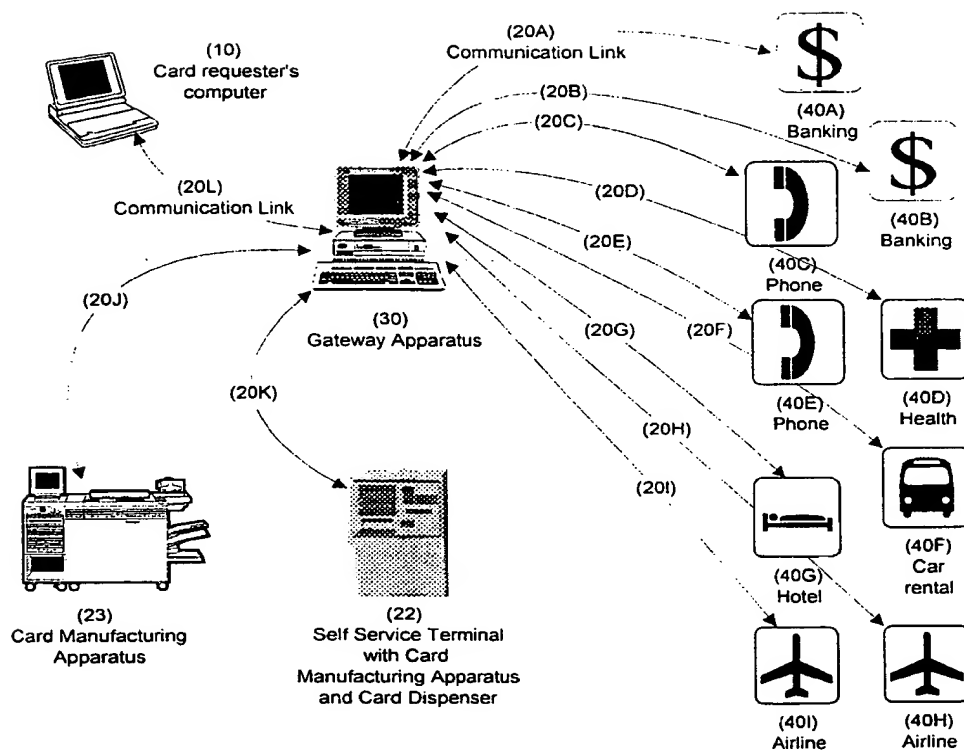 (10)
Card requester's
computer
(20A)
Communication Link
(20B)
(20C)
(40A)
Banking
(20L)
Communication Link
(20D)
(40B)
Banking
(20E)
(40C)
Phone
(20J)
(30)
Gateway Apparatus
(20G)
(20F)
(40D)
Health
(40E)
Phone
(20K)
(20H)
(20I)
(40F)
Car
rental
(40G)
Hotel
(23)
Card Manufacturing
Apparatus
(22)
Self Service Terminal
with Card
Manufacturing Apparatus
and Card Dispenser
(40I)
Airline
(40H)
Airline